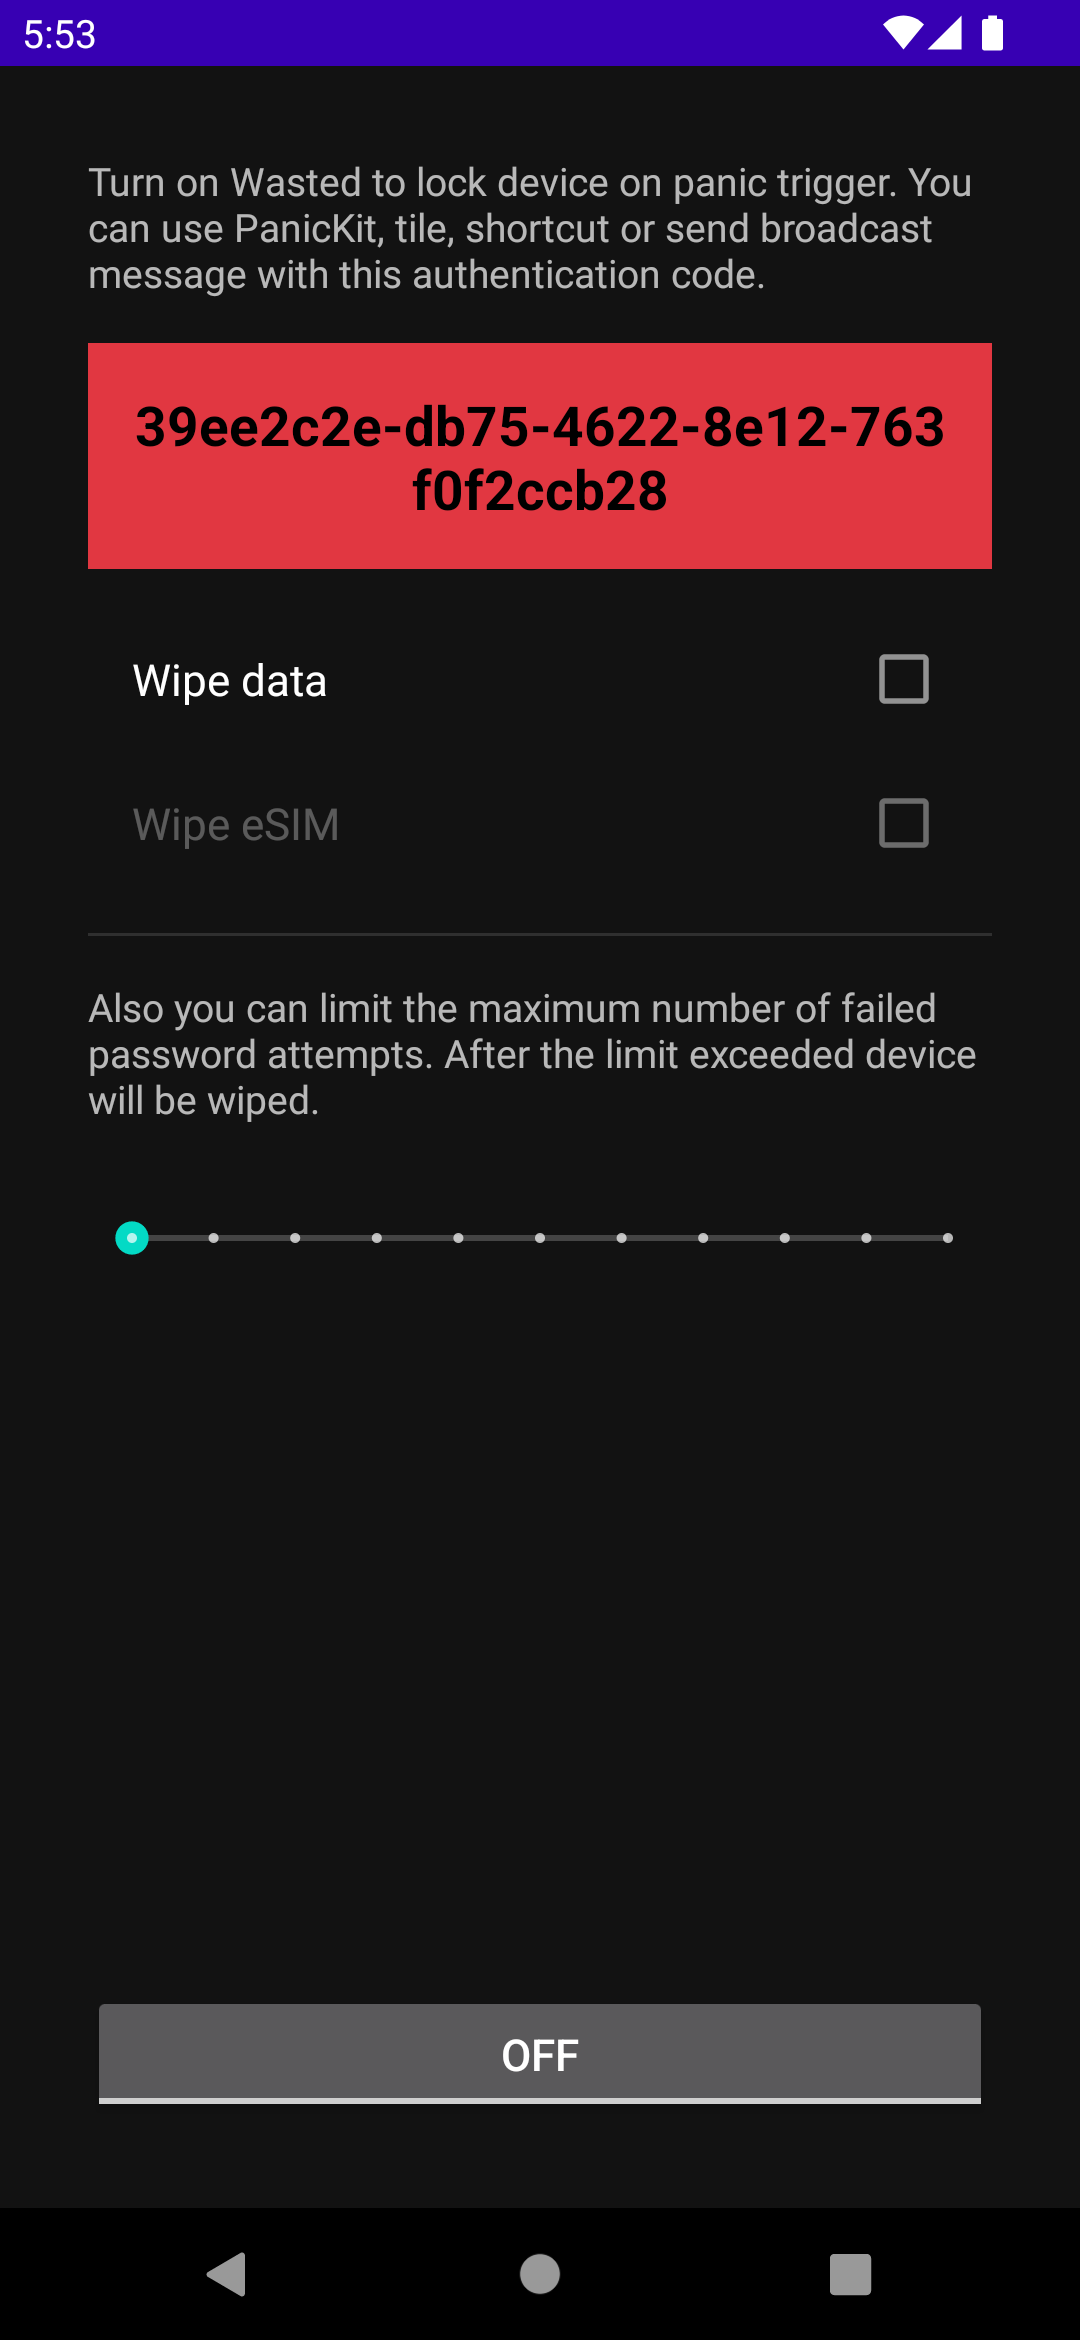 5:53
Turn on Wasted to lock device on panic trigger. You
can use PanicKit, tile, shortcut or send broadcast
message with this authentication code.
39ee2c2e-db75-4622-8e12-763
f0f2ccb28
Wipe data
Wipe eSIM
Also you can limit the maximum number of failed
password attempts. After the limit exceeded device
will be wiped.
OFF